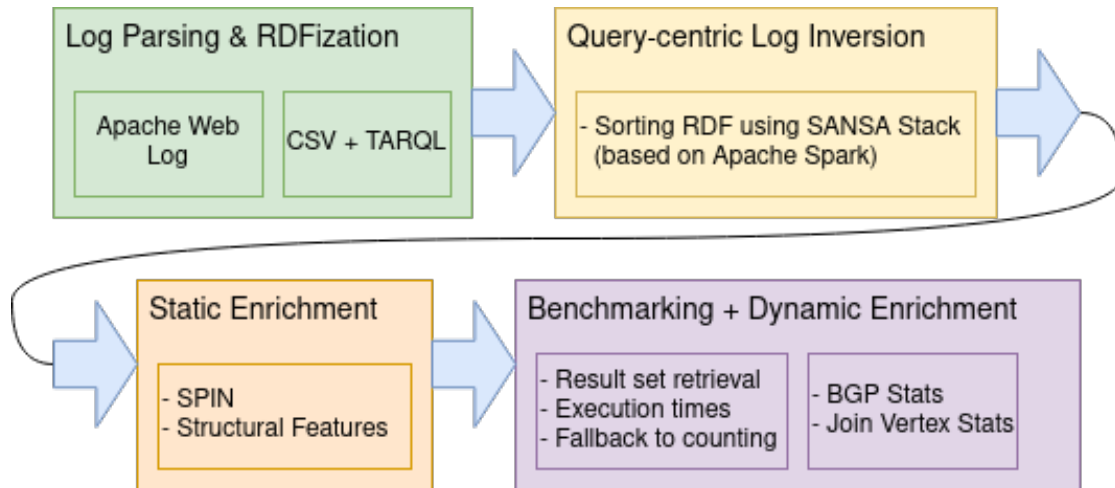 Log Parsing & RDFization
Apache Web
Log
CSV + TARQL
Query-centric Log Inversion
- Sorting RDF using SANSA Stack
(based on Apache Spark)
Static Enrichment
- SPIN
- Structural Features
Benchmarking + Dynamic Enrichment
- Result set retrieval
- Execution times
- Fallback to counting
- BGP Stats
- Join Vertex Stats